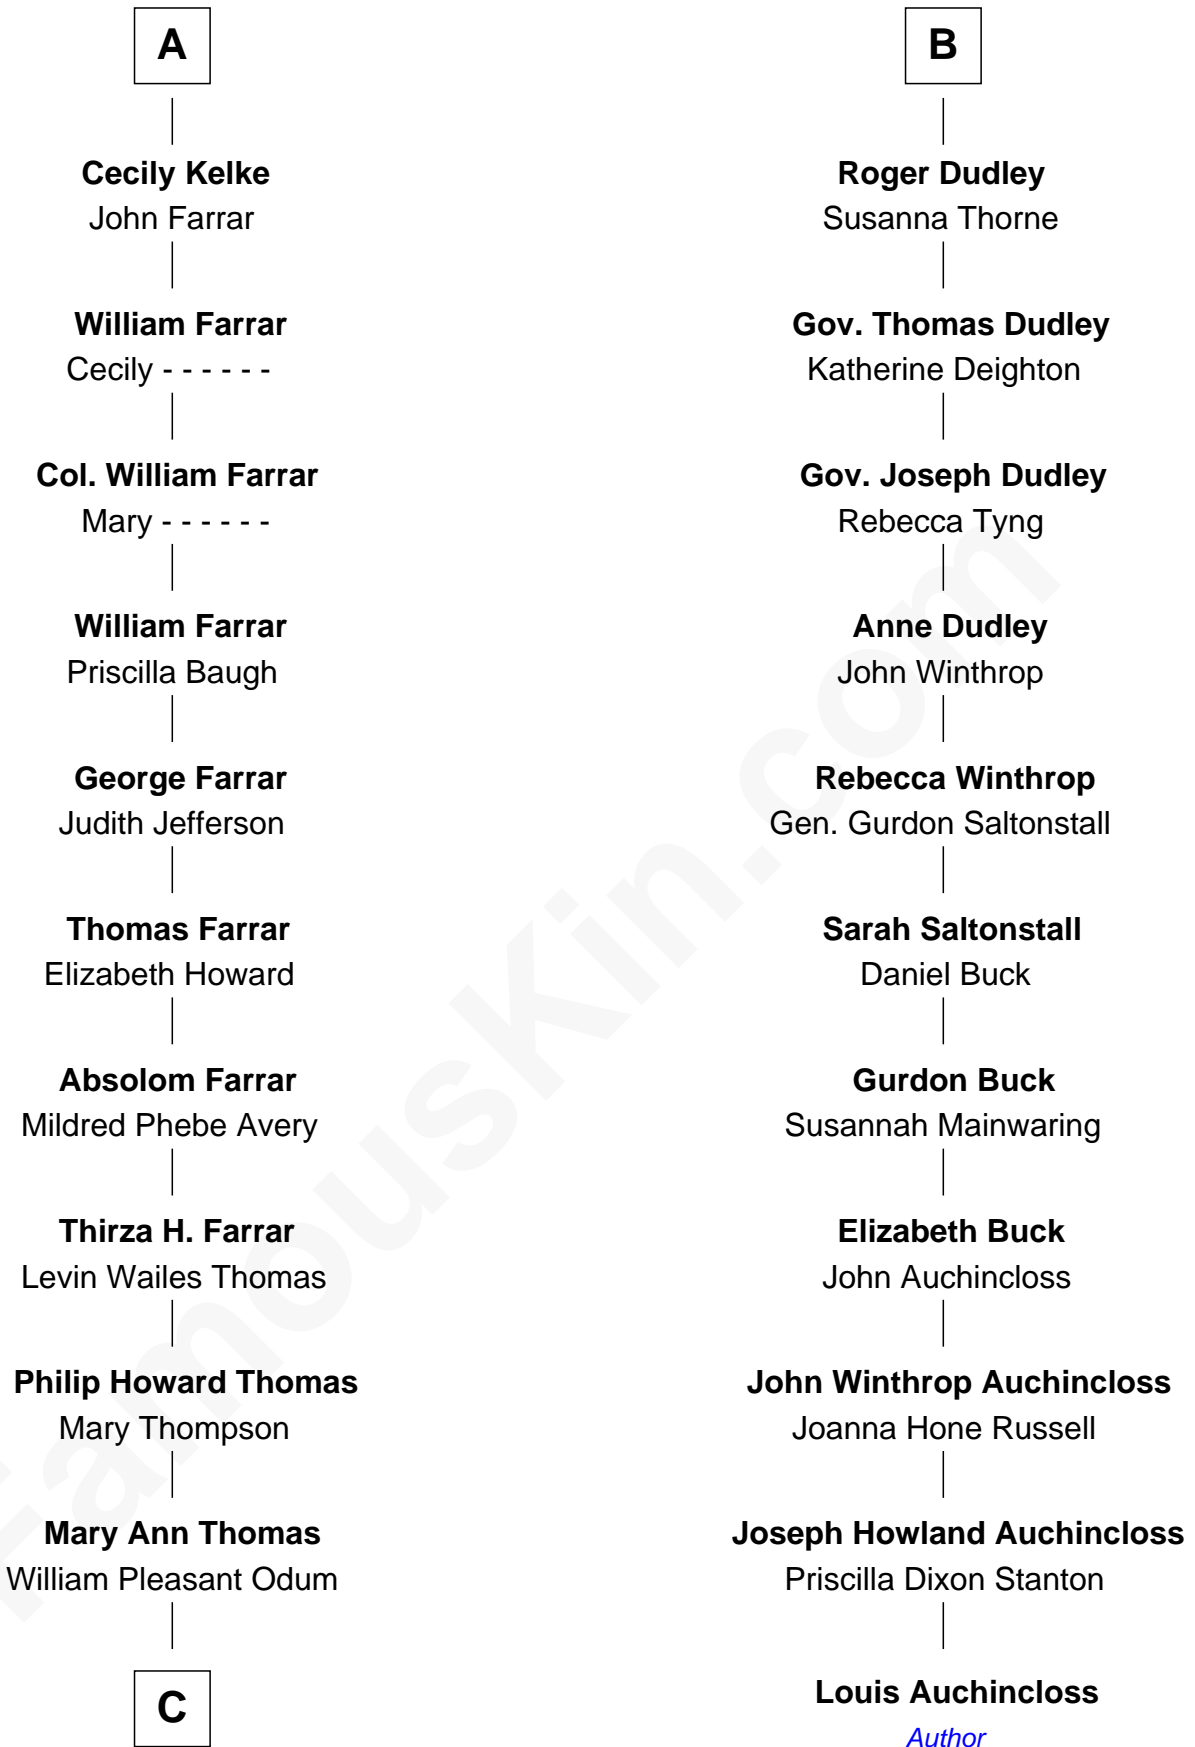 A
Cecily Kelke
John Farrar
William Farrar
Cecily - - - - - -
Col. William Farrar
Mary - - - - - -
William Farrar
Priscilla Baugh
George Farrar
Judith Jefferson
Thomas Farrar
Elizabeth Howard
Absolom Farrar
Mildred Phebe Avery
Thirza H. Farrar
Levin Wailes Thomas
Philip Howard Thomas
Mary Thompson
Mary Ann Thomas
William Pleasant Odum
C
B
Roger Dudley
Susanna Thorne
Gov. Thomas Dudley
Katherine Deighton
Gov. Joseph Dudley
Rebecca Tyng
Anne Dudley
John Winthrop
Rebecca Winthrop
Gen. Gurdon Saltonstall
Sarah Saltonstall
Daniel Buck
Gurdon Buck
Susannah Mainwaring
Elizabeth Buck
John Auchincloss
John Winthrop Auchincloss
Joanna Hone Russell
Joseph Howland Auchincloss
Priscilla Dixon Stanton
Louis Auchincloss
Author
FamousKin.com